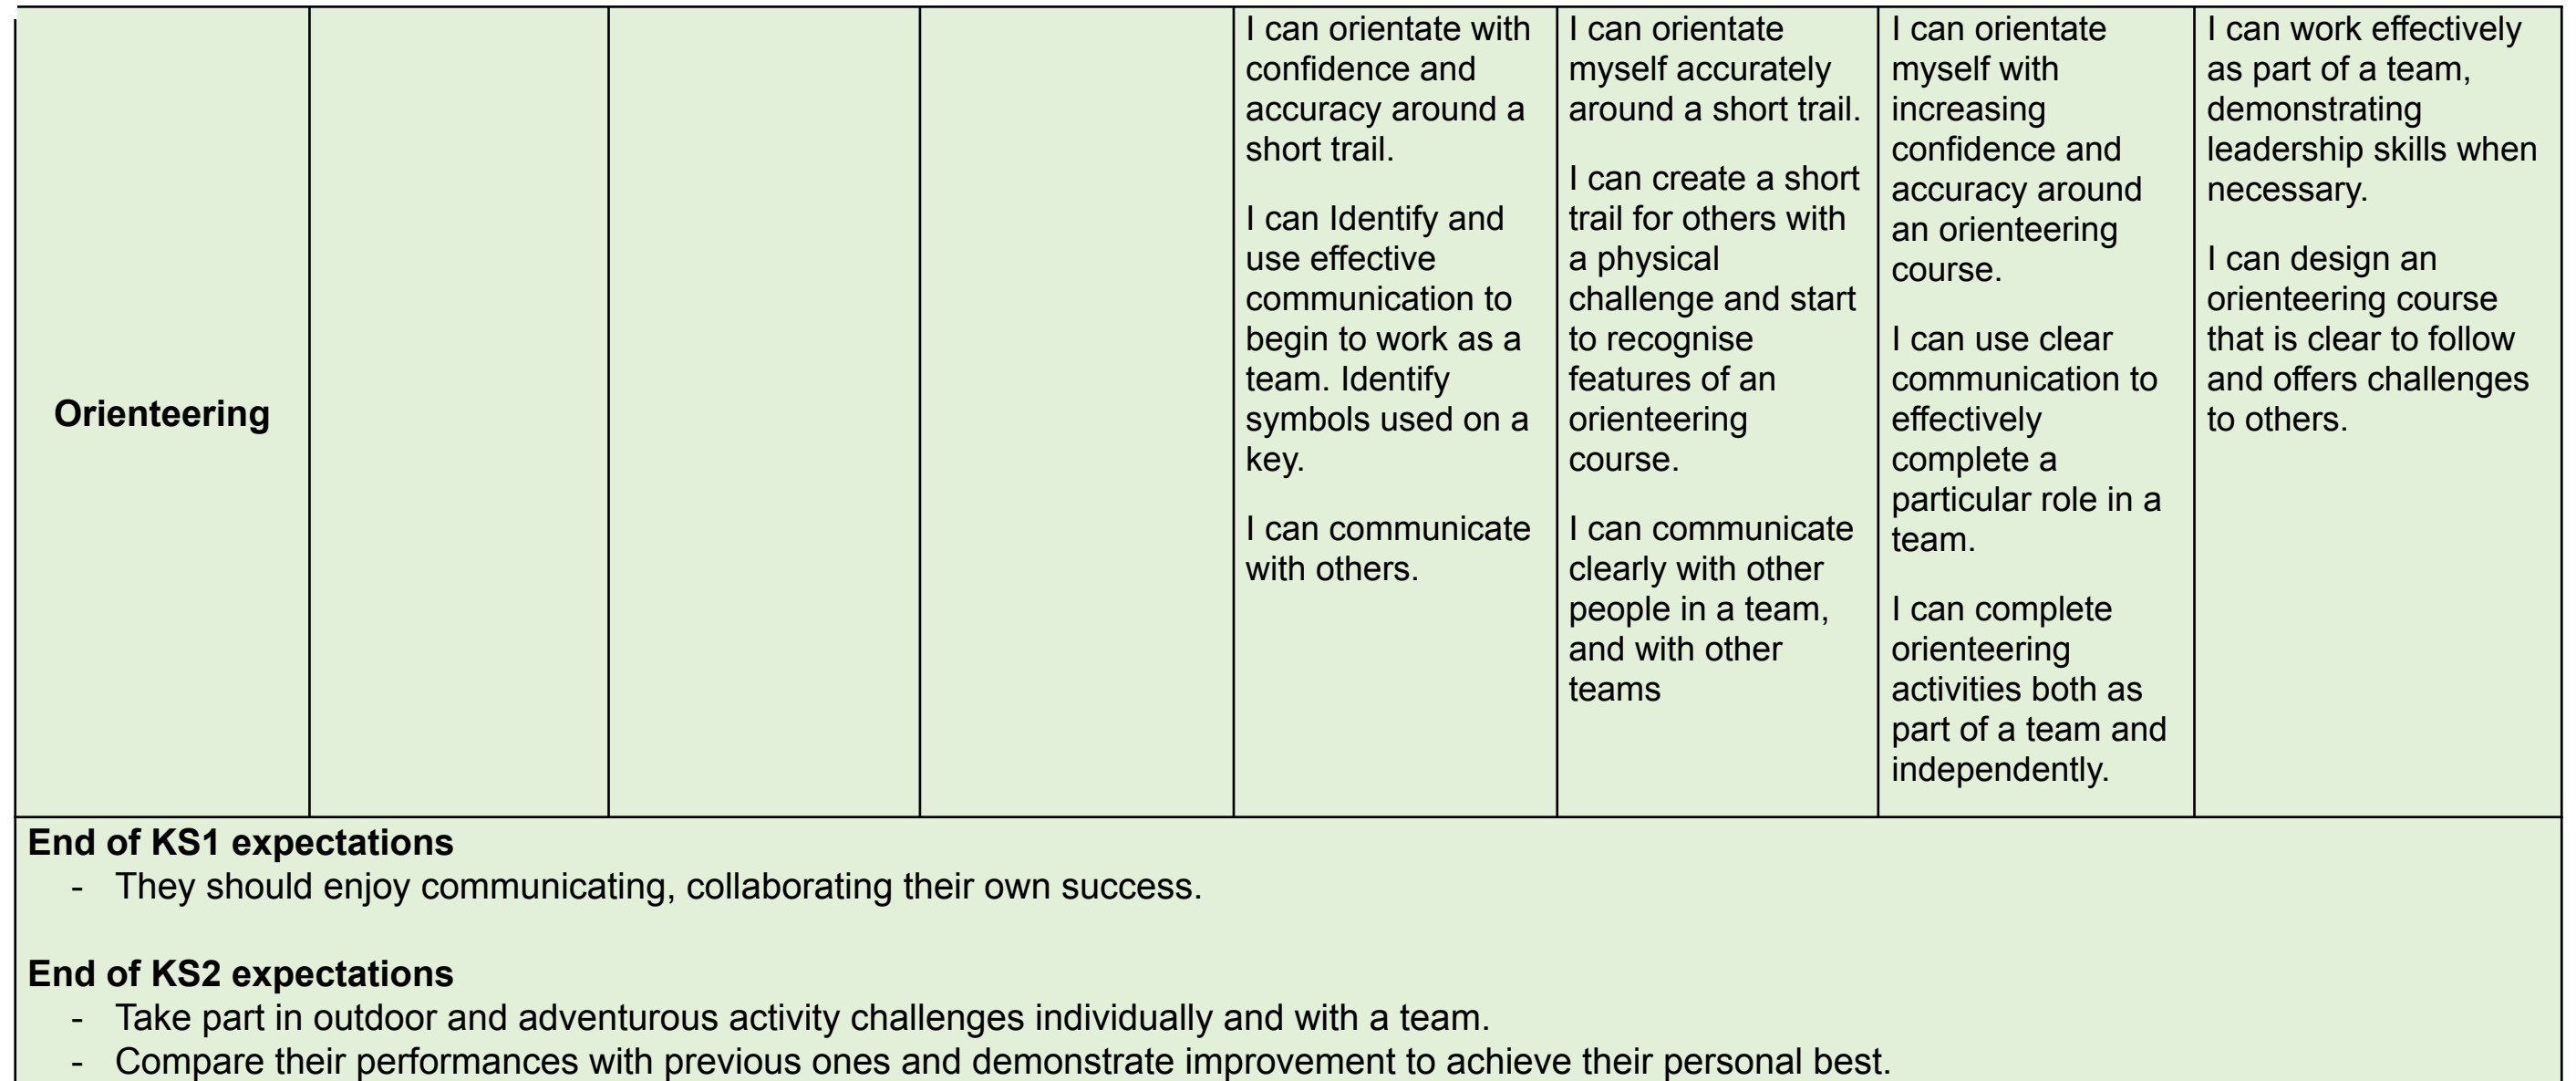 Orienteering
I can orientate with
confidence and
accuracy around a
short trail.
I can Identify and
use effective
communication to
begin to work as a
team. Identify
symbols used on a
key.
I can communicate
with others.
I can orientate
myself accurately
around a short trail.
I can create a short
trail for others with
a physical
challenge and start
to recognise
features of an
orienteering
course.
I can communicate
clearly with other
people in a team,
and with other
teams
I can orientate
myself with
increasing
confidence and
accuracy around
an orienteering
course.
I can use clear
communication to
effectively
complete a
particular role in a
team.
I can complete
orienteering
activities both as
part of a team and
independently.
I can work effectively
as part of a team,
demonstrating
leadership skills when
necessary.
I can design an
orienteering course
that is clear to follow
and offers challenges
to others.
End of KS1 expectations
- They should enjoy communicating, collaborating their own success.
End of KS2 expectations
- Take part in outdoor and adventurous activity challenges individually and with a team.
- Compare their performances with previous ones and demonstrate improvement to achieve their personal best.